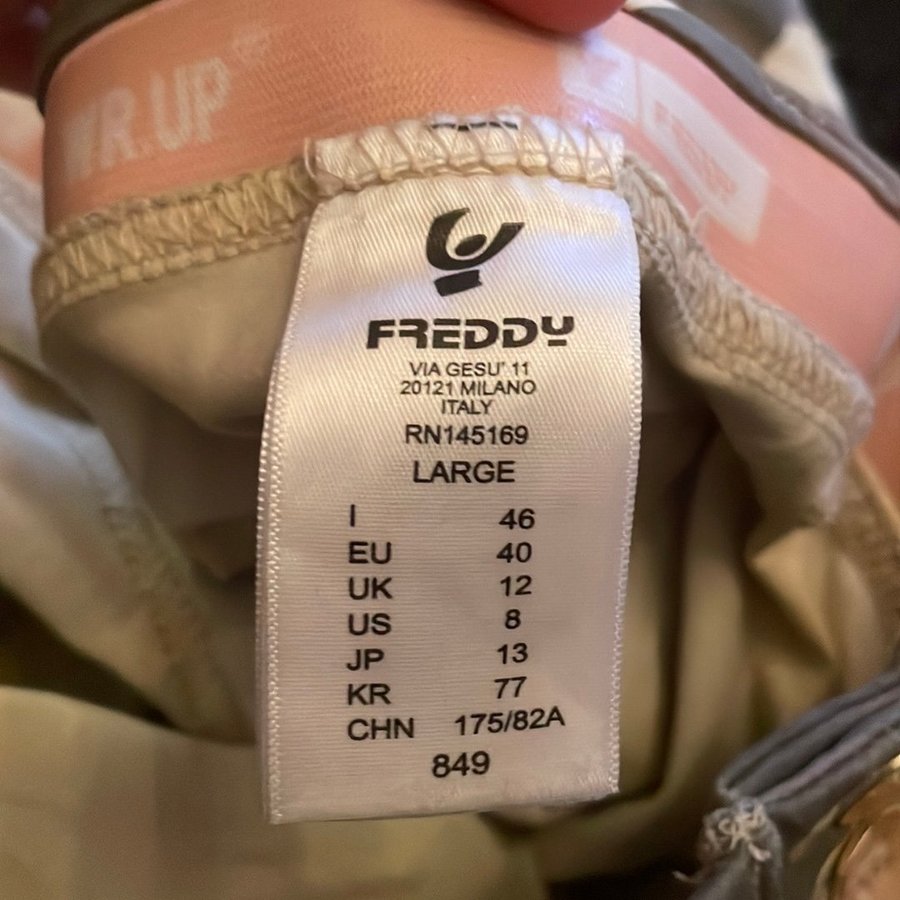 WR.UP
FREDDY
VIA GESU' 11
20121 MILANO
ITALY
RN145169
LARGE
I 46
EU 40
UK 12
US 8
JP 13
KR 77
CHN 175/82A
849